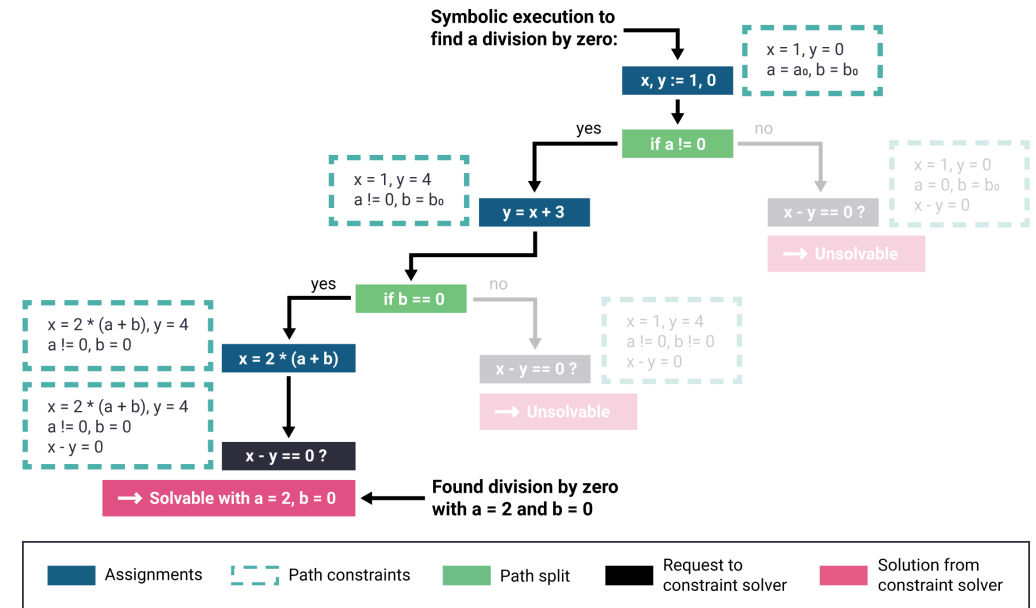 Symbolic execution to
find a division by zero:
x, y := 1, 0
x = 1, y = 0
a = a₀, b = b₀
if a != 0
yes
no
x = 1, y = 4
a != 0, b = b₀
y = x + 3
x - y == 0 ?
x = 1, y = 0
a = 0, b = b₀
x - y = 0
→ Unsolvable
if b == 0
yes
no
x = 2 * (a + b), y = 4
a != 0, b = 0
x = 2 * (a + b)
x - y == 0 ?
x = 1, y = 4
a != 0, b != 0
x - y = 0
→ Unsolvable
x = 2 * (a + b), y = 4
a != 0, b = 0
x - y = 0
x - y == 0 ?
→ Solvable with a = 2, b = 0
Found division by zero
with a = 2 and b = 0
Assignments
Path constraints
Path split
Request to
constraint solver
Solution from
constraint solver